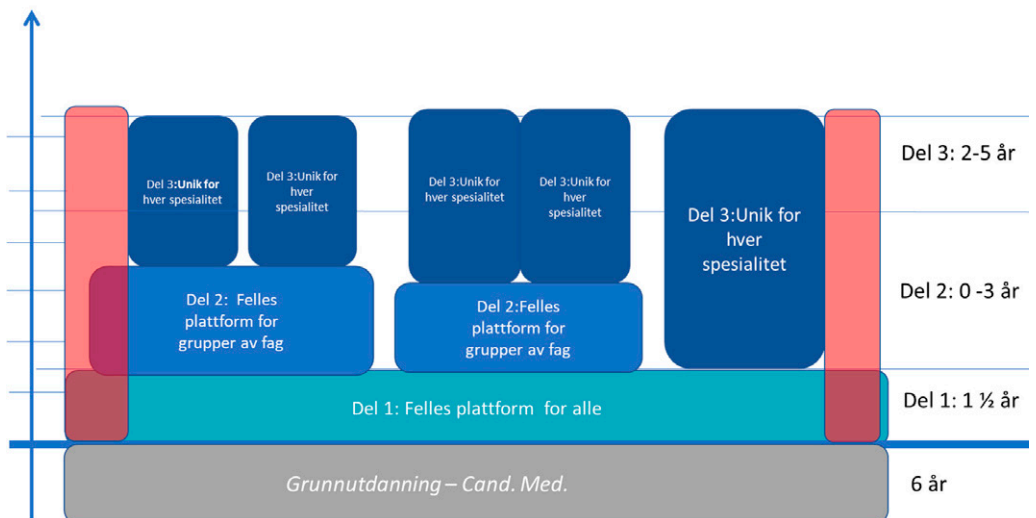 Del 3:Unik for
hver spesialitet
Del 3:Unik for
hver
spesialitet
Del 3:Unik for
hver spesialitet
Del 3:Unik for
hver
spesialitet
Del 3:Unik for
hver
spesialitet
Del 3: 2-5 år
Del 2: Felles
plattform for
grupper av fag
Del 2:Felles
plattform for
grupper av fag
Del 2: 0 -3 år
Del 1: Felles plattform for alle
Del 1: 1 ½ år
Grunnutdanning – Cand. Med.
6 år